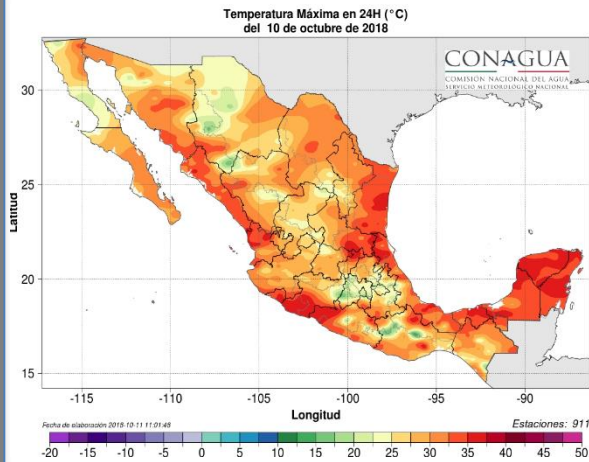 Temperatura Máxima en 24H (°C)
del 10 de octubre de 2018
CONAGUA
COMISIÓN NACIONAL DEL AGUA
SERVICIO METEOROLÓGICO NACIONAL
Latitud
30
25
20
15
-115 -110 -105 -100 -95 -90
Longitud
Fecha de elaboración 2018-10-11 11:01:48
Estaciones: 911
-20 -15 -10 -5 0 5 10 15 20 25 30 35 40 45 50